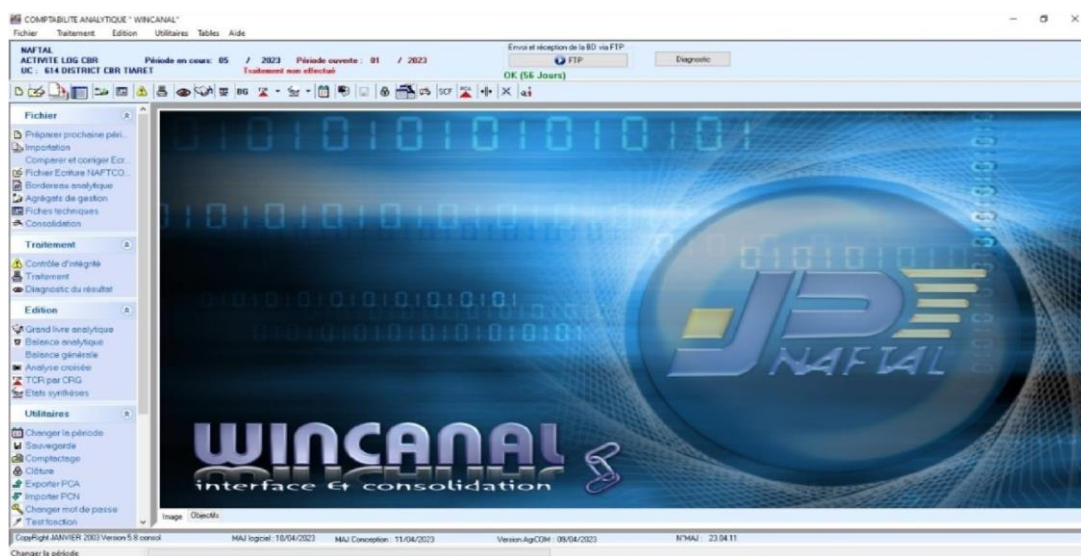 COMPTABILITE ANALYTIQUE " WINCANAL"
Fichier Traitement Edition Utilitaires Tables Aide
NAFTAL
ACTIVITE LOG CBR Période en cours: 05 / 2023 Période ouverte : 01 / 2023
UC : 614 DISTRICT CBR TIARET Traitement non effectué
Envoi et réception de la BD via FTP
FTP
OK (56 Jours)
Diagnostic
BG SCF
Fichier
Préparer prochaine péri...
Importation
Comparer et corriger Ecr...
Fichier Ecriture NAFTCO...
Bordereau analytique
Agrégats de gestion
Fiches techniques
Consolidation
Traitement
Contrôle d'intégrité
Traitement
Diagnostic du résultat
Edition
Grand livre analytique
Balance analytique
Balance générale
Analyse croisée
TCR par CRG
Etats synthèses
Utilitaires
Changer la période
Sauvegarde
Comptactage
Clôture
Exporter PCA
Importer PCN
Changer mot de passe
Test fonction
NAFTAL
WINCANAL
interface Et consolidation
Image Objectifs
CopyRight JANVIER 2003 Version 5.8 consol MAJ logiciel : 10/04/2023 MAJ Conception : 11/04/2023 Version AgiCOM : 09/04/2023 N°MAJ : 23.04.11
Changer la période